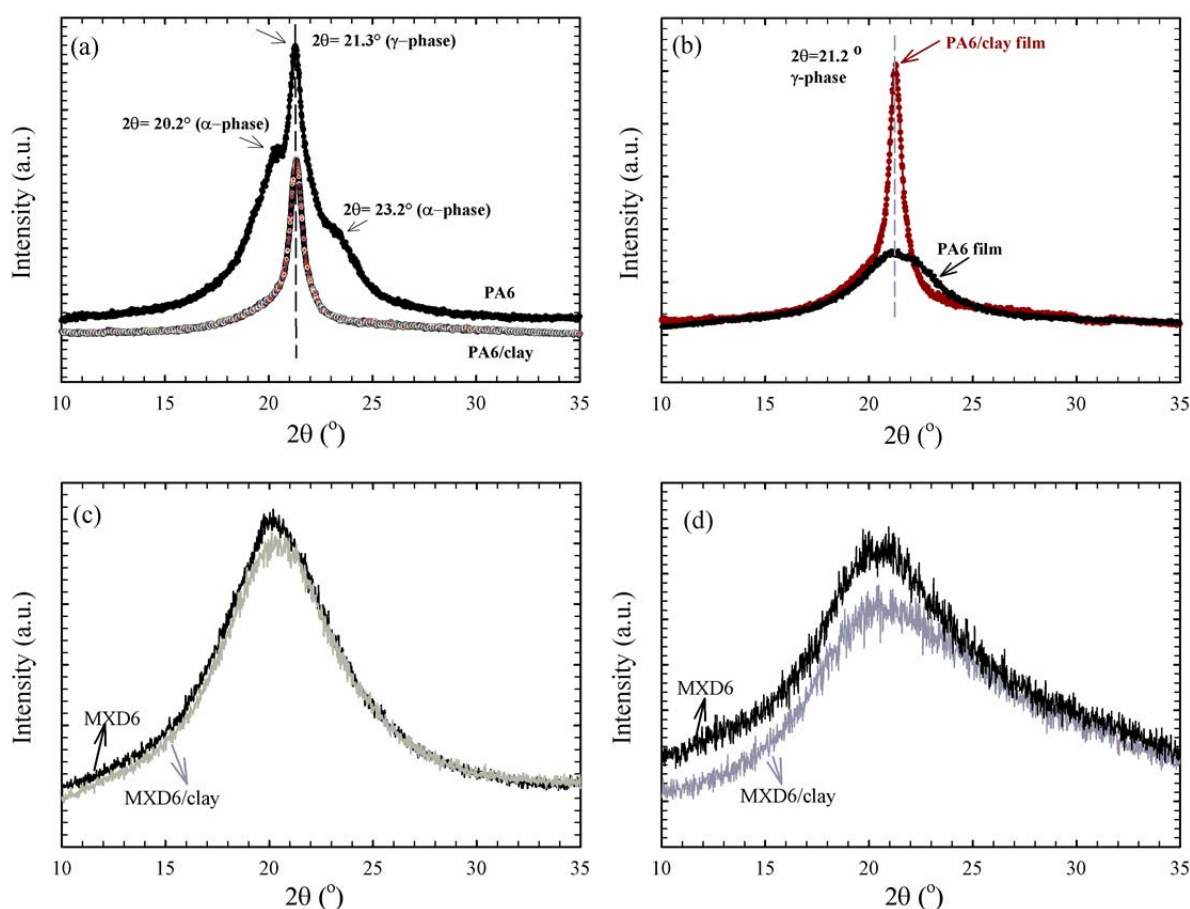 (a)
2θ= 21.3° (γ−phase)
2θ= 20.2° (α−phase)
2θ= 23.2° (α−phase)
PA6
PA6/clay
Intensity (a.u.)
10 15 20 25 30 35
2θ (°)
(b)
2θ=21.2 °
γ-phase
PA6/clay film
PA6 film
Intensity (a.u.)
10 15 20 25 30 35
2θ (°)
(c)
MXD6
MXD6/clay
Intensity (a.u.)
10 15 20 25 30 35
2θ (°)
(d)
MXD6
MXD6/clay
Intensity (a.u.)
10 15 20 25 30 35
2θ (°)